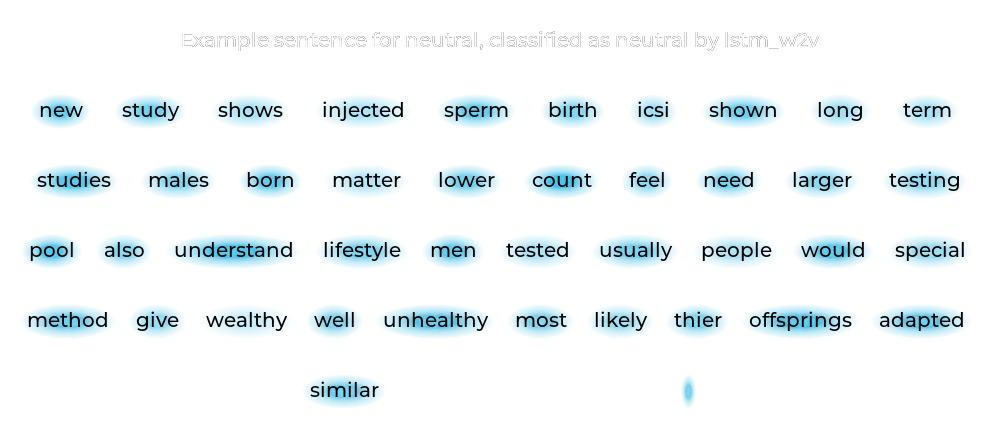 Example sentence for neutral, classified as neutral by lstm_w2v
new study shows injected sperm birth icsi shown long term
studies males born matter lower count feel need larger testing
pool also understand lifestyle men tested usually people would special
method give wealthy well unhealthy most likely thier offsprings adapted
similar